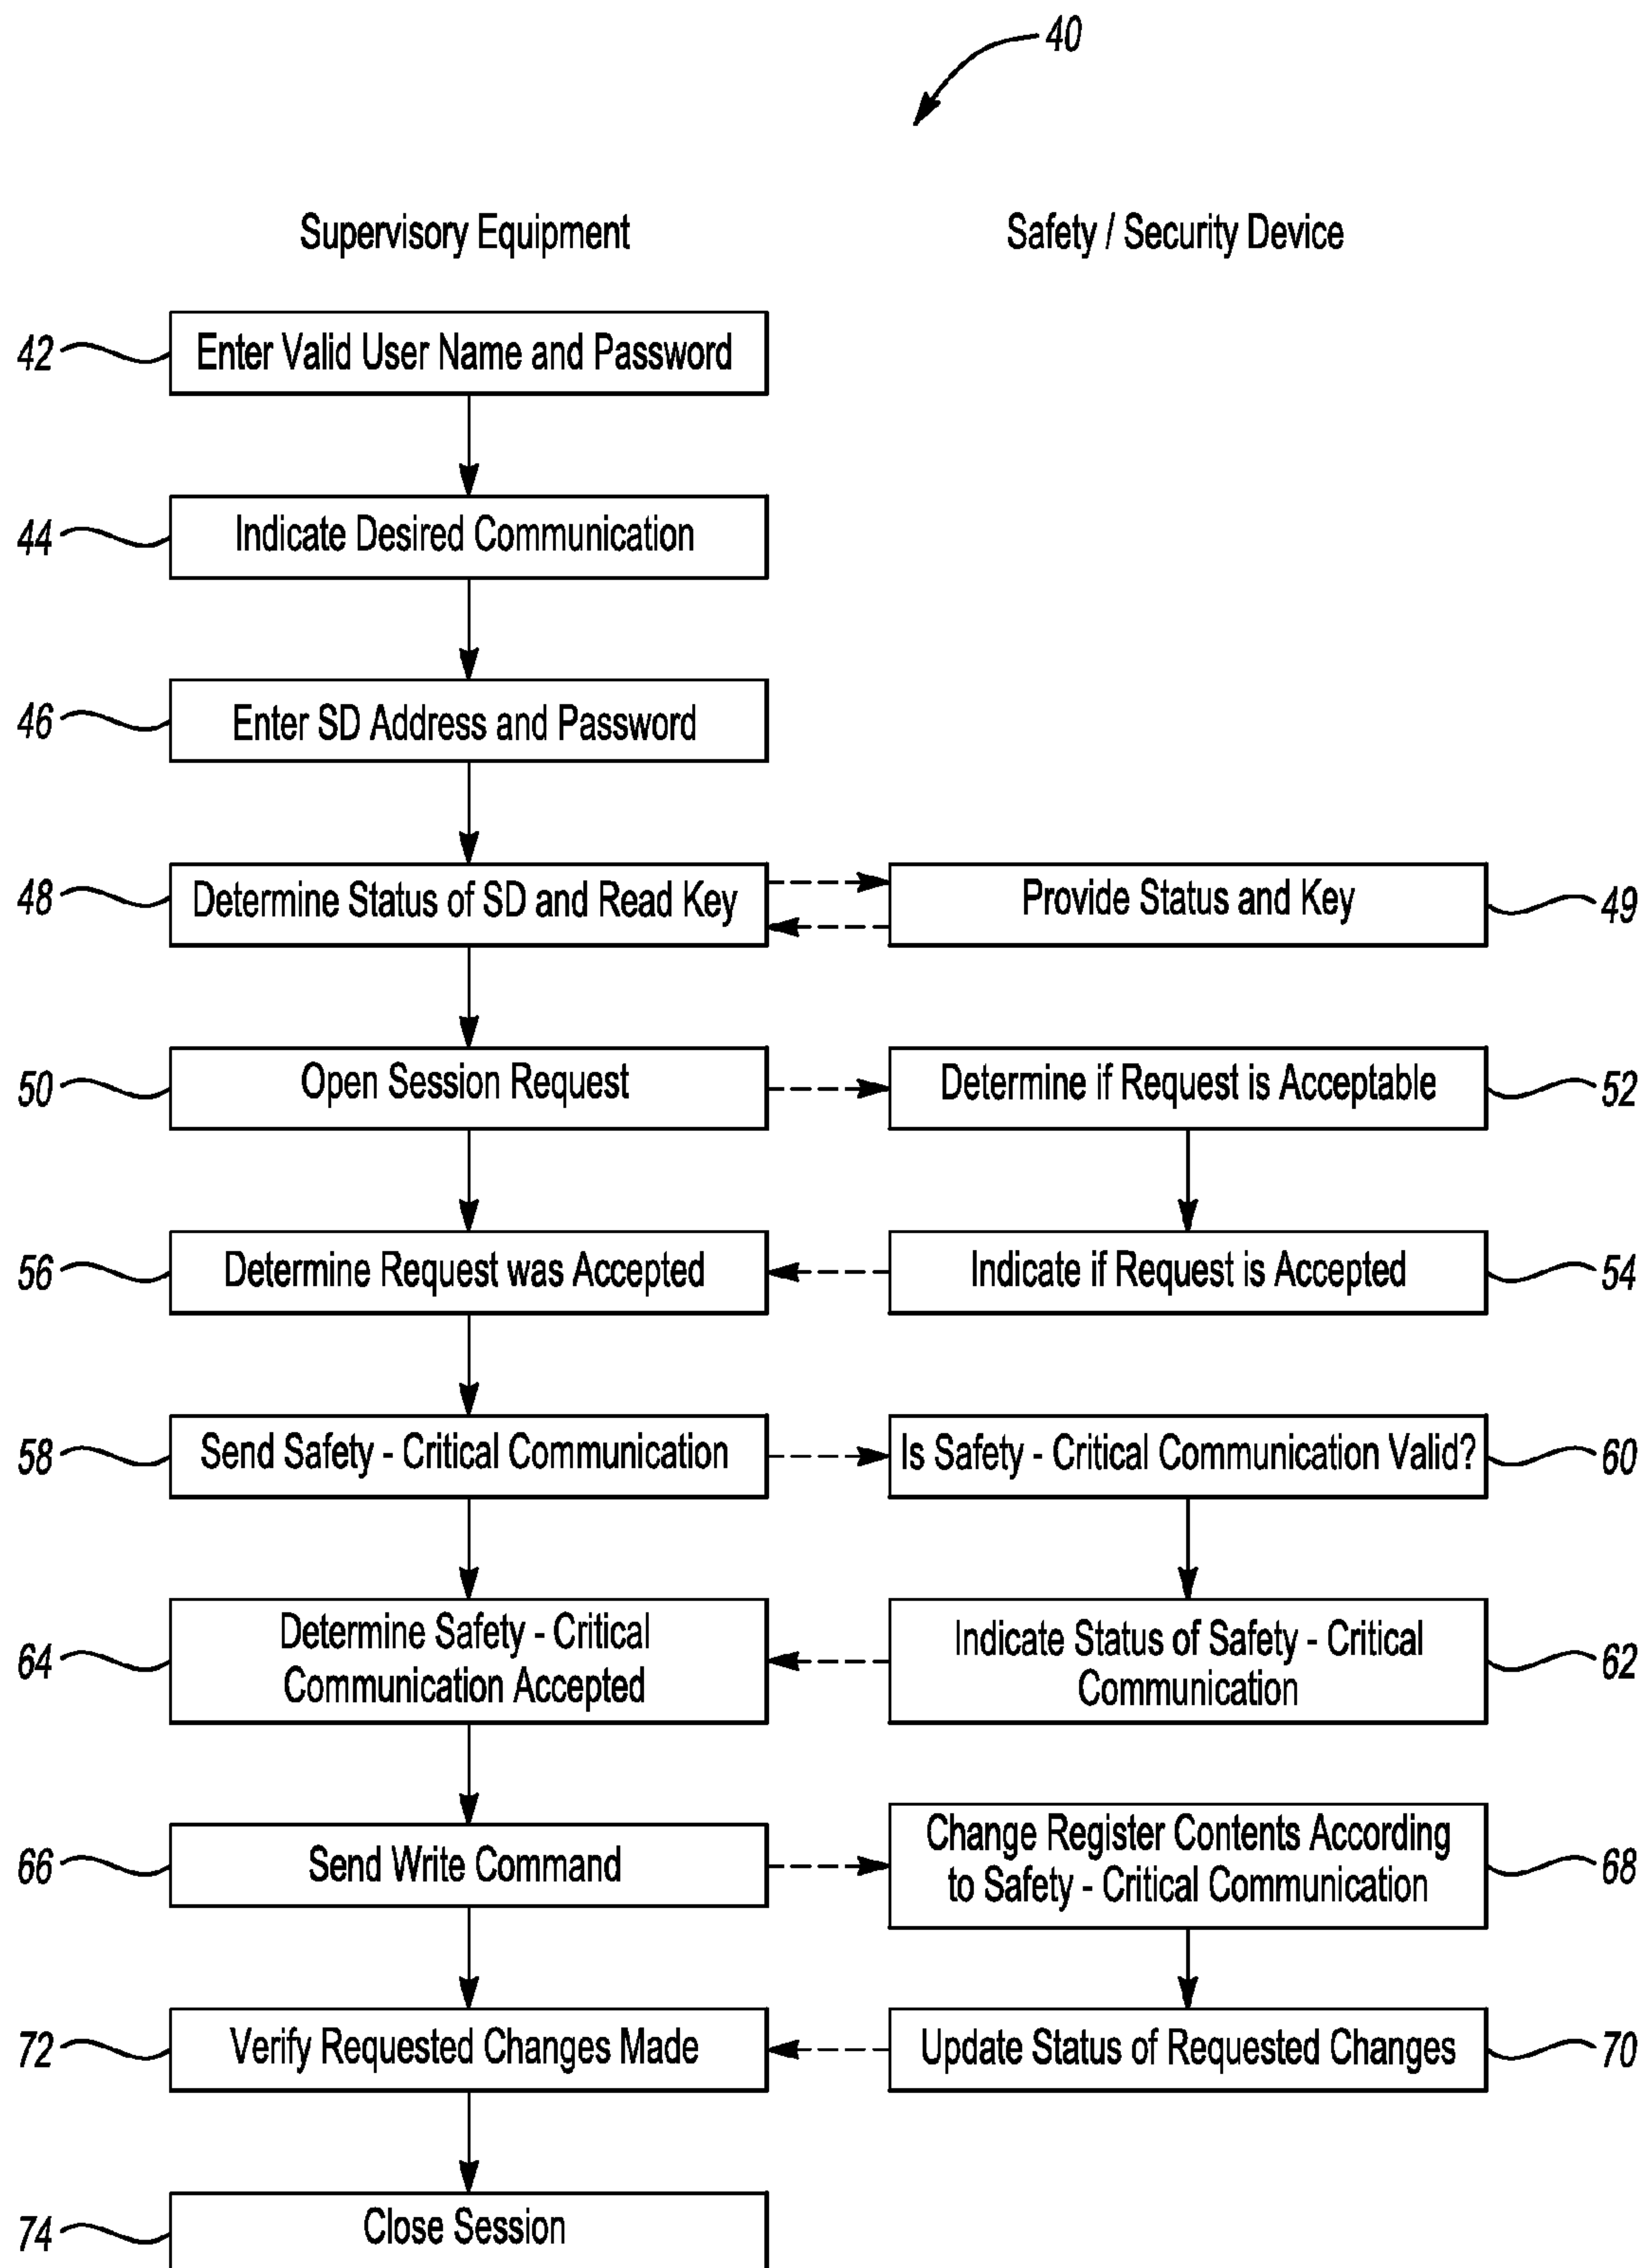 40
Supervisory Equipment
Safety / Security Device
42
Enter Valid User Name and Password
44
Indicate Desired Communication
46
Enter SD Address and Password
48
Determine Status of SD and Read Key
Provide Status and Key
49
50
Open Session Request
Determine if Request is Acceptable
52
56
Determine Request was Accepted
Indicate if Request is Accepted
54
58
Send Safety - Critical Communication
Is Safety - Critical Communication Valid?
60
64
Determine Safety - Critical
Communication Accepted
Indicate Status of Safety - Critical
Communication
62
66
Send Write Command
Change Register Contents According
to Safety - Critical Communication
68
72
Verify Requested Changes Made
Update Status of Requested Changes
70
74
Close Session